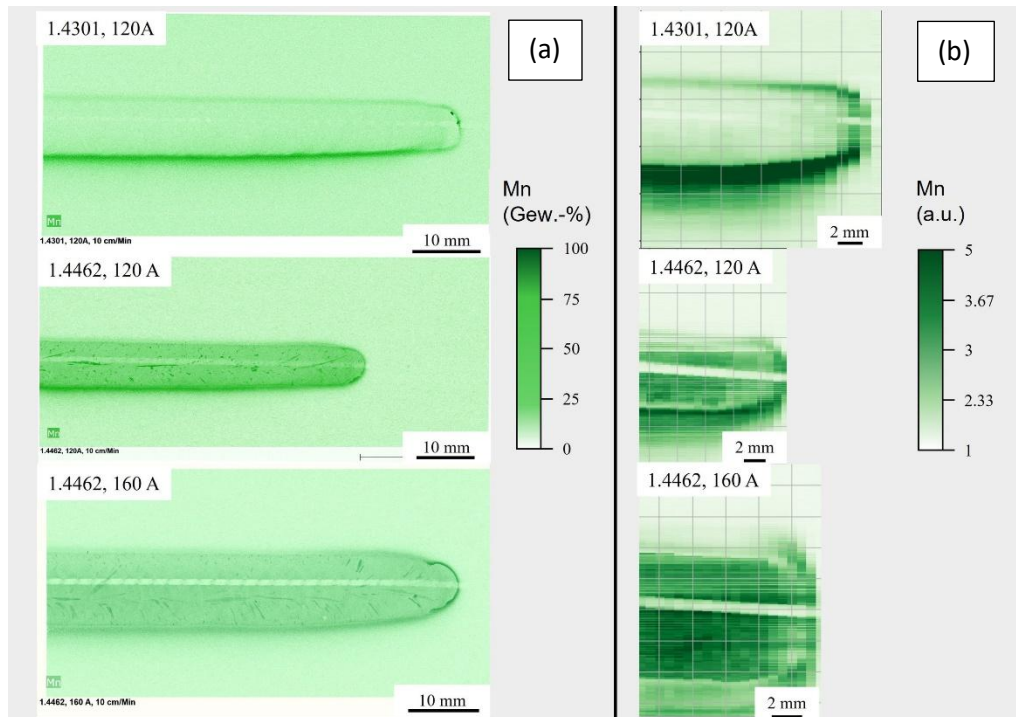 1.4301, 120A
(a)
Mn
1.4301, 120A, 10 cm/Min
10 mm
1.4462, 120 A
Mn
1.4462, 120A, 10 cm/Min
10 mm
1.4462, 160 A
Mn
1.4462, 160 A, 10 cm/Min
10 mm
Mn
(Gew.-%)
100
75
50
25
0
1.4301, 120A
(b)
2 mm
1.4462, 120 A
2 mm
1.4462, 160 A
2 mm
Mn
(a.u.)
5
3.67
3
2.33
1